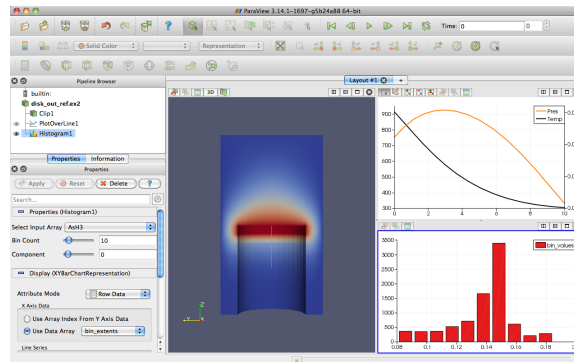 ParaView 3.14.1-1697-g5b24a88 64-bit
Time: 0
0
Solid Color
Representation
3D
Pipeline Browser
Layout #1
+
builtin:
disk_out_ref.ex2
Clip1
PlotOverLine1
Histogram1
Properties
Information
Properties
Apply
Reset
Delete
?
Search...
Properties (Histogram1)
Select Input Array
AsH3
Bin Count
10
Component
0
Display (XYBarChartRepresentation)
Attribute Mode
Row Data
X Axis Data
Use Array Index From Y Axis Data
Use Data Array
bin_extents
Line Series
Z
Y
3D
Pres
Temp
900
800
700
600
500
400
300
0
2
4
6
8
10
bin_values
3500
3000
2500
2000
1500
1000
500
0
0.08
0.1
0.12
0.14
0.16
0.18